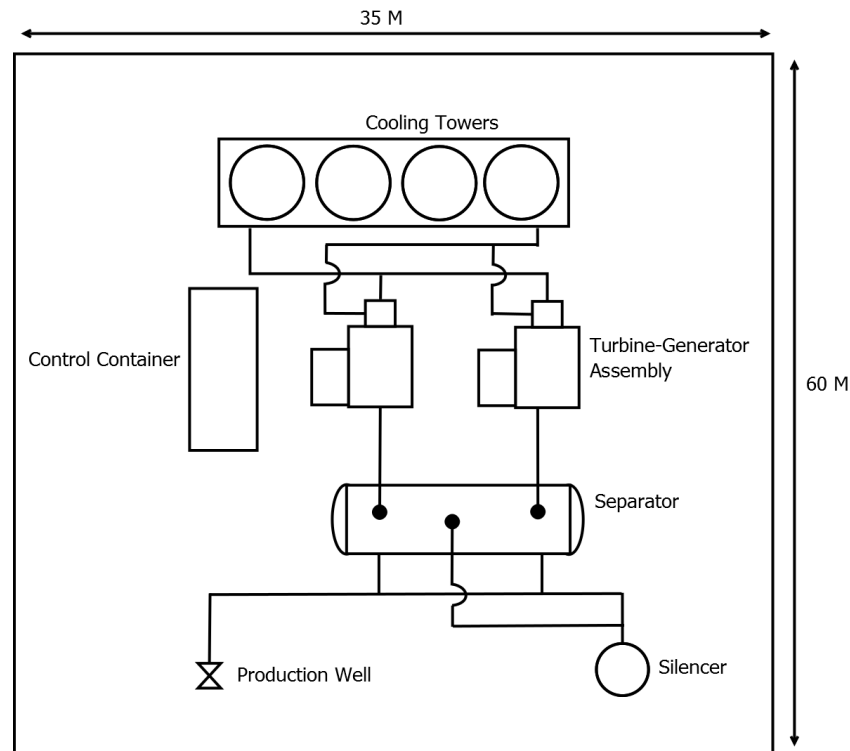 35 M
Cooling Towers
Control Container
Turbine-Generator
Assembly
60 M
Separator
Production Well
Silencer